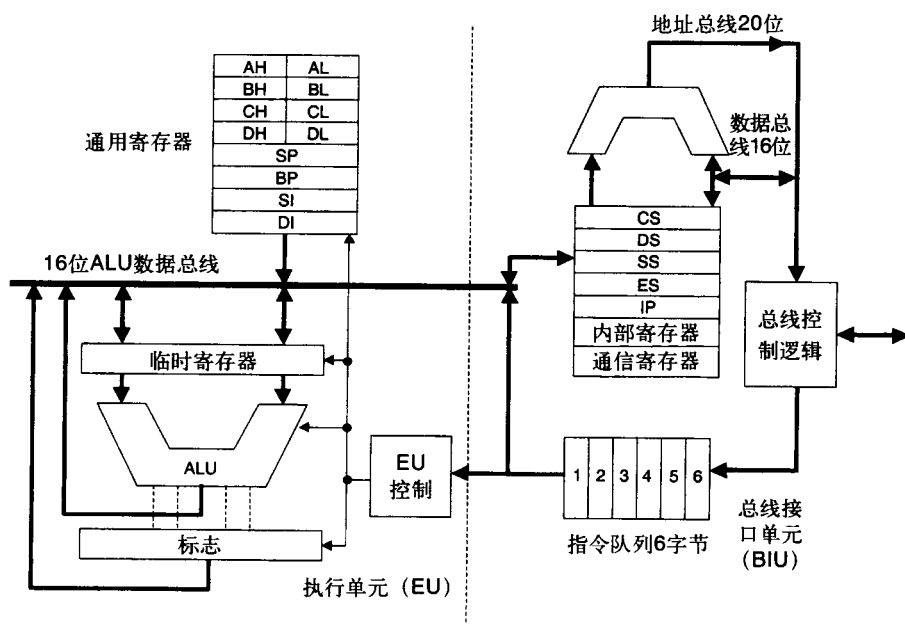 地址总线20位
AH AL
BH BL
CH CL
DH DL
SP
BP
SI
DI
通用寄存器
数据总
线16位
CS
DS
SS
ES
IP
内部寄存器
通信寄存器
16位ALU数据总线
总线控
制逻辑
临时寄存器
ALU
EU
控制
1 2 3 4 5 6
指令队列6字节
标志
执行单元（EU）
总线接
口单元
(BIU)